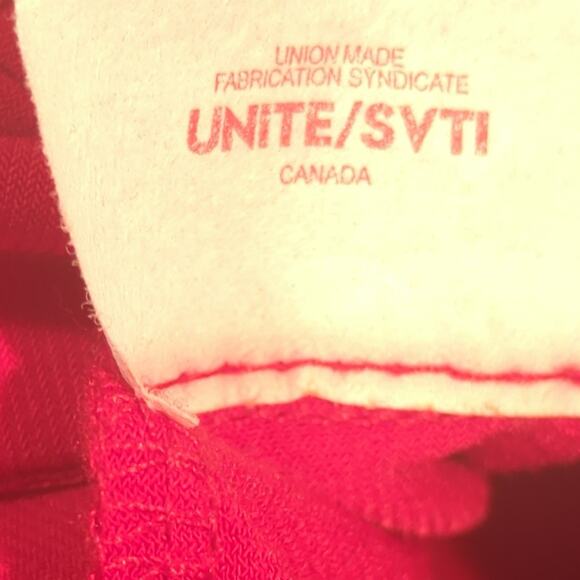 UNION MADE
FABRICATION SYNDICATE
UNITE/SVTI
CANADA